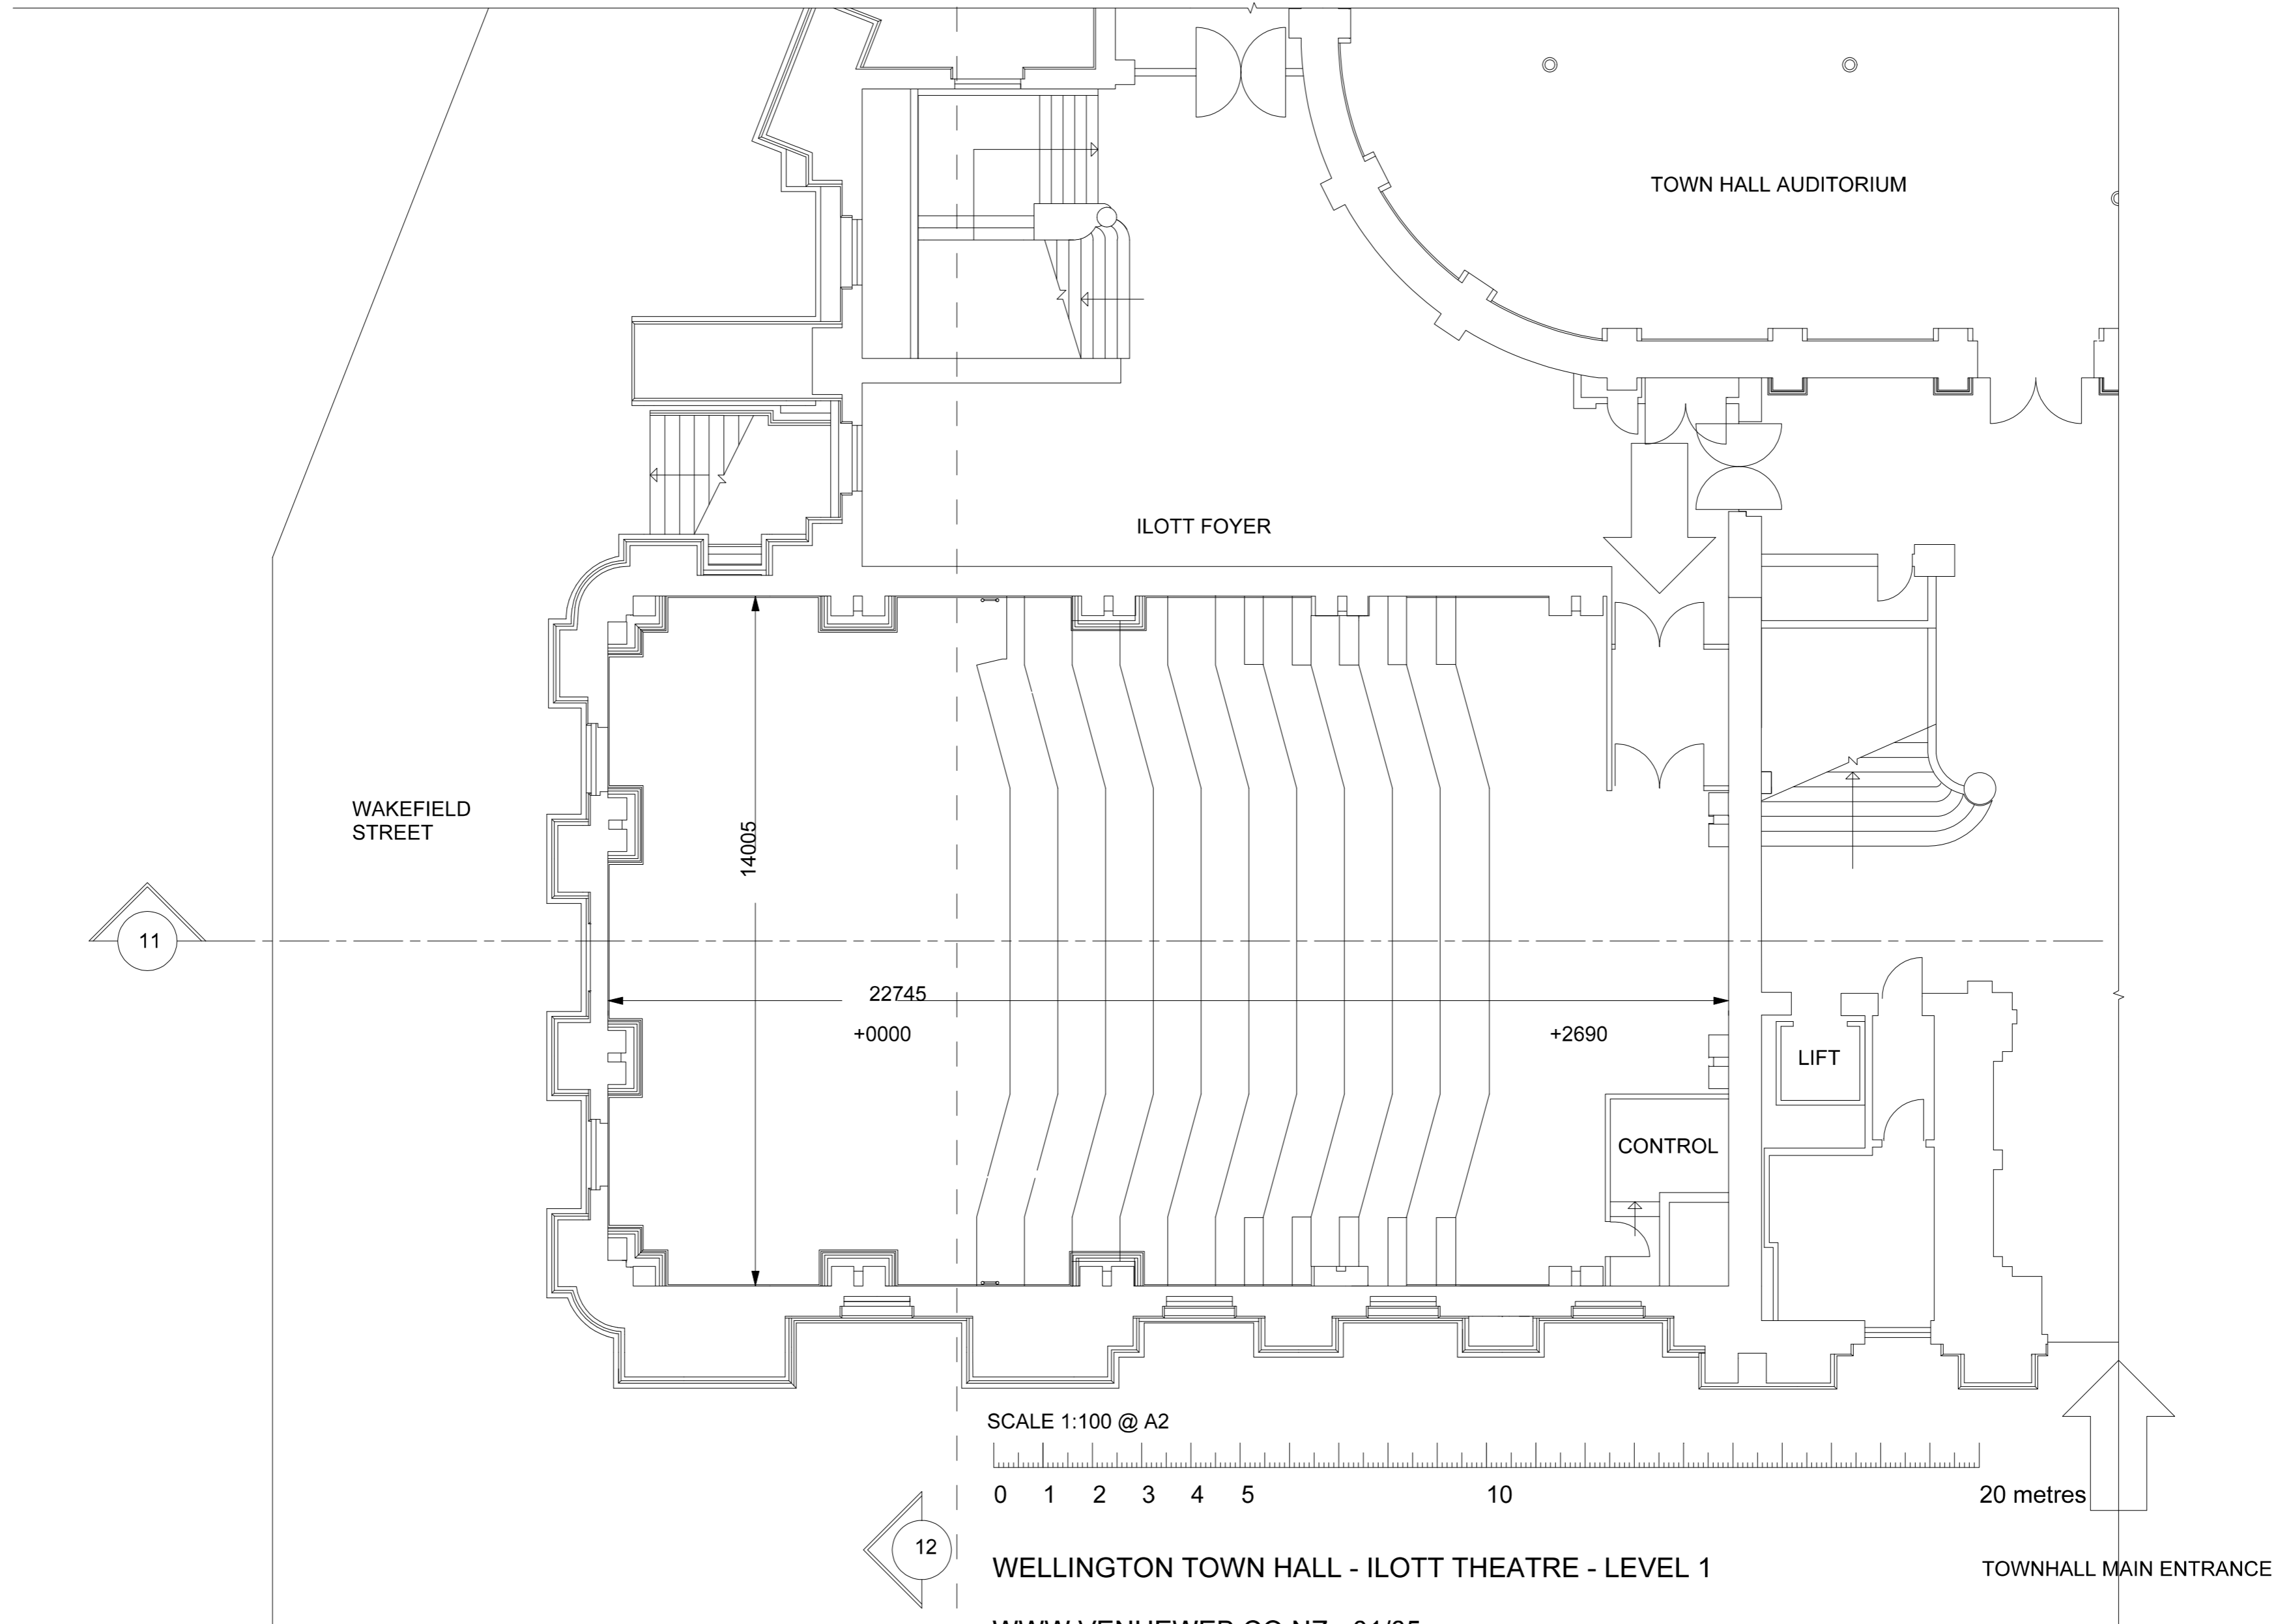 TOWN HALL AUDITORIUM
ILOTT FOYER
WAKEFIELD
STREET
14005
11
22745
+0000
+2690
LIFT
CONTROL
SCALE 1:100 @ A2
0 1 2 3 4 5 10 20 metres
12
WELLINGTON TOWN HALL - ILOTT THEATRE - LEVEL 1
TOWNHALL MAIN ENTRANCE